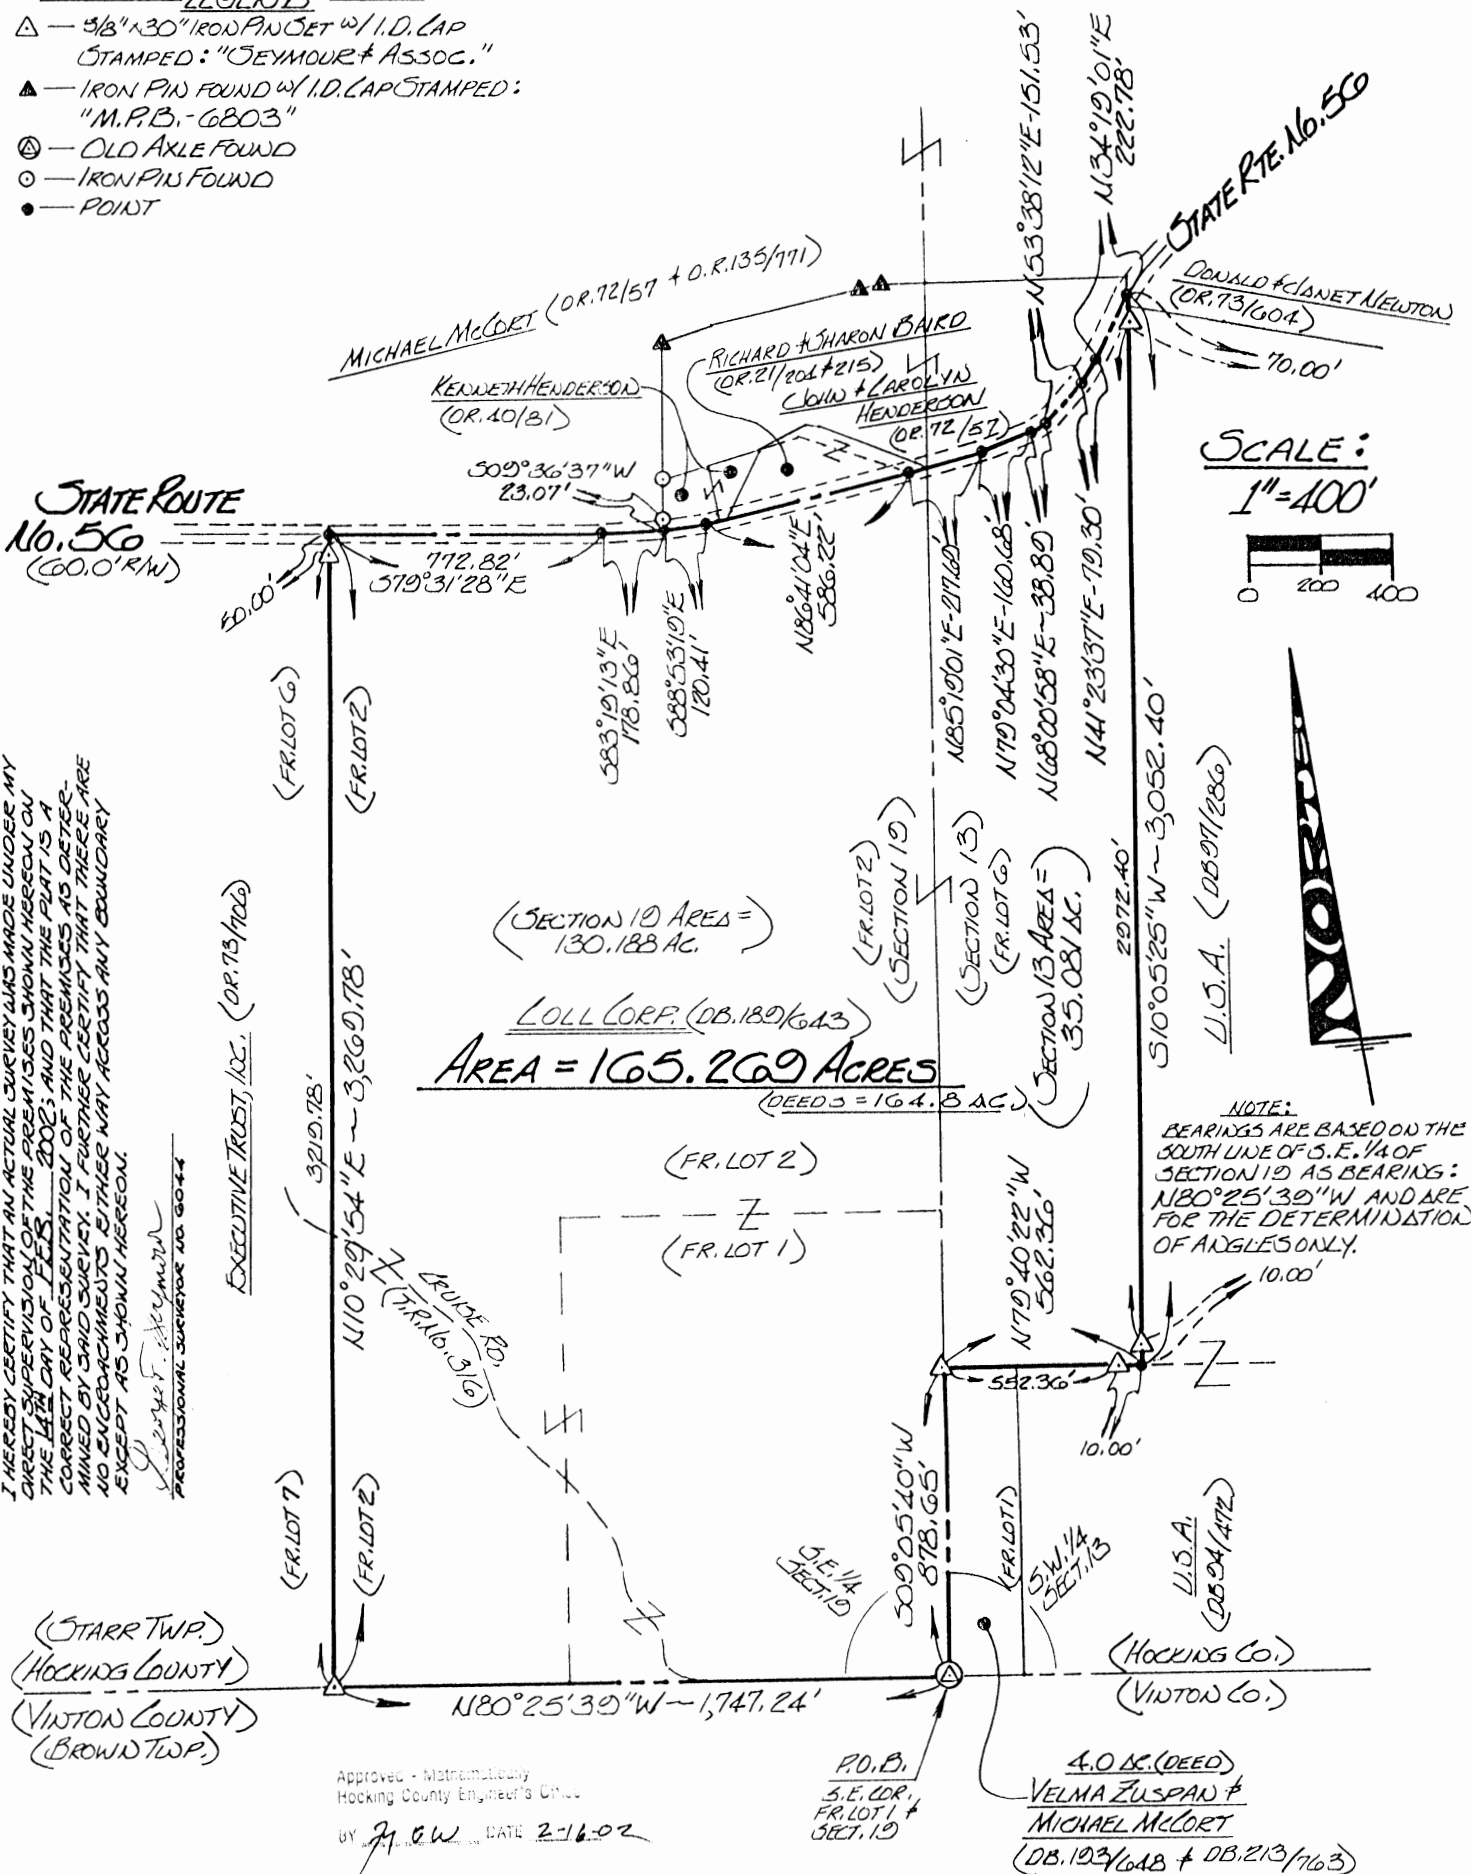 LEGEND
△ — 5/8"x30" IRON PIN SET W/ I.D. CAP
STAMPED: "SEYMOUR & ASSOC."
▲ — IRON PIN FOUND W/ I.D. CAP STAMPED:
"M.P.B.-6803"
OLD AXLE FOUND
⊙ — IRON PIN FOUND
● — POINT
N53°38'12"E-151.53'
N34°19'01"E
222.78'
STATE RTE. No. 56
MICHAEL McCORT (OR.72/57 & O.R.135/771)
DONALD & JANET NEWTON
(OR.73/604)
70.00'
RICHARD & SHARON BAIRD
(OR.21/201 & 215)
KENNETH HENDERSON
(OR.40/81)
JOHN & CAROLYN
HENDERSON
(OR.72/57)
SCALE:
1"=400'
0 200 400
S09°36'37"W
23.07'
STATE ROUTE
No. 56
(60.0' R/W)
50.00'
772.82'
S79°31'28"E
S83°19'13"E
178.86'
S88°53'19"E
120.41'
N86°41'04"E
586.22'
N85°19'01"E-217.69'
N79°04'30"E-160.68'
N68°00'58"E-38.89'
N41°23'37"E-79.30'
(FR. LOT 6)
(FR. LOT 2)
S10°05'25"W~3,052.40'
2972.40'
U.S.A. (DB97/286)
NORTH
I HEREBY CERTIFY THAT AN ACTUAL SURVEY WAS MADE UNDER MY
DIRECT SUPERVISION, OF THE PREMISES SHOWN HEREON ON
THE 14TH DAY OF FEB. 2002; AND THAT THE PLAT IS A
CORRECT REPRESENTATION OF THE PREMISES AS DETER-
MINED BY SAID SURVEY. I FURTHER CERTIFY THAT THERE ARE
NO ENCROACHMENTS EITHER WAY ACROSS ANY BOUNDARY
EXCEPT AS SHOWN HEREON.
PROFESSIONAL SURVEYOR NO. 6044
EXECUTIVE TRUST, INC. (OR.73/706)
3219.78'
N10°29'54"E~3,269.78'
(SECTION 19 AREA=
130.188 AC.)
(FR. LOT 2)
(SECTION 19)
(SECTION 13)
(FR. LOT 6)
(SECTION 13 AREA=
35.081 AC.)
LOLL CORP. (DB.189/643)
AREA = 165.269 ACRES
(DEEDS = 164.8 AC.)
(FR. LOT 2)
(FR. LOT 1)
CRUISE RD.
(T.R. No. 316)
NOTE:
BEARINGS ARE BASED ON THE
SOUTH LINE OF S.E. 1/4 OF
SECTION 19 AS BEARING:
N80°25'39"W AND ARE
FOR THE DETERMINATION
OF ANGLES ONLY.
N79°40'22"W
562.36'
10.00'
552.36'
10.00'
S09°05'40"W
878.65'
(FR. LOT 1)
(FR. LOT 7)
(FR. LOT 2)
S.E. 1/4
SECT. 19
S.W. 1/4
SECT. 13
U.S.A.
(DB94/472)
(STARR TWP.)
(HOCKING COUNTY)
(VINTON COUNTY)
(BROWN TWP.)
N80°25'39"W~1,747.24'
(HOCKING CO.)
(VINTON CO.)
Approved - Mathematically
Hocking County Engineer's Office
BY DATE 2-16-02
P.O.B.
S.E. COR.
FR. LOT 1 &
SECT. 19
4.0 AC. (DEED)
VELMA ZUSPAN &
MICHAEL McCORT
(DB.193/648 & DB.213/763)